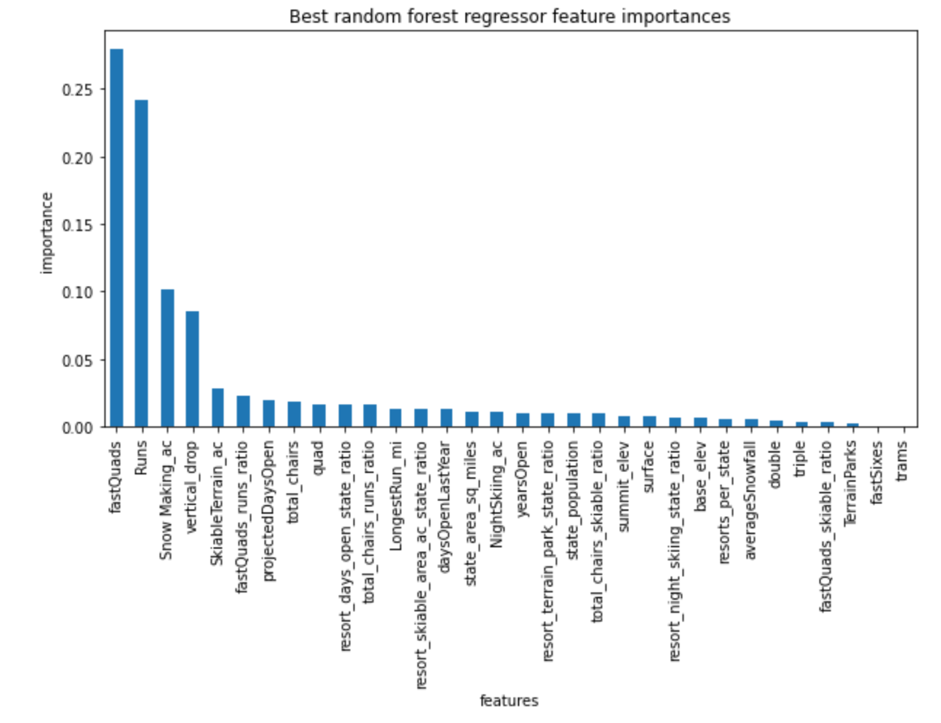 Best random forest regressor feature importances
importance
0.25
0.20
0.15
0.10
0.05
0.00
fastQuads
Runs
Snow Making_ac
vertical_drop
SkiableTerrain_ac
fastQuads_runs_ratio
projectedDaysOpen
total_chairs
quad
resort_days_open_state_ratio
total_chairs_runs_ratio
LongestRun_mi
resort_skiable_area_ac_state_ratio
daysOpenLastYear
state_area_sq_miles
NightSkiing_ac
yearsOpen
resort_terrain_park_state_ratio
state_population
total_chairs_skiable_ratio
summit_elev
surface
resort_night_skiing_state_ratio
base_elev
resorts_per_state
averageSnowfall
double
triple
fastQuads_skiable_ratio
TerrainParks
fastSixes
trams
features